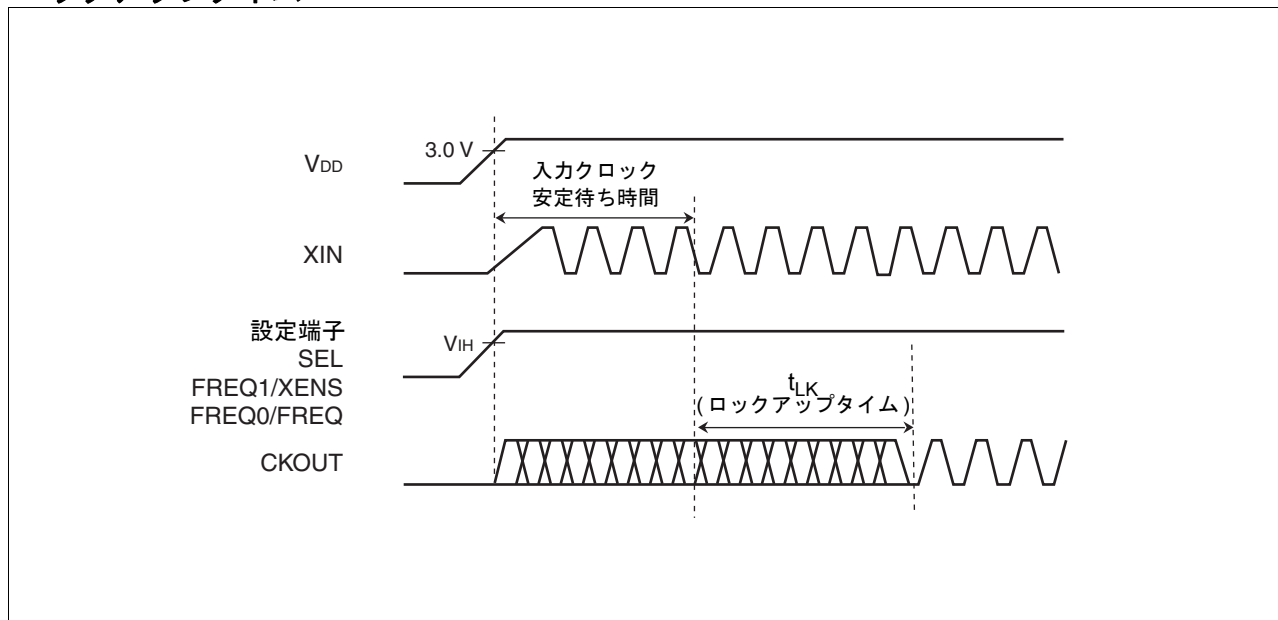 VDD
3.0 V
入力クロック
安定待ち時間
XIN
設定端子
SEL
FREQ1/XENS
FREQ0/FREQ
VIH
tLK
(ロックアップタイム)
CKOUT